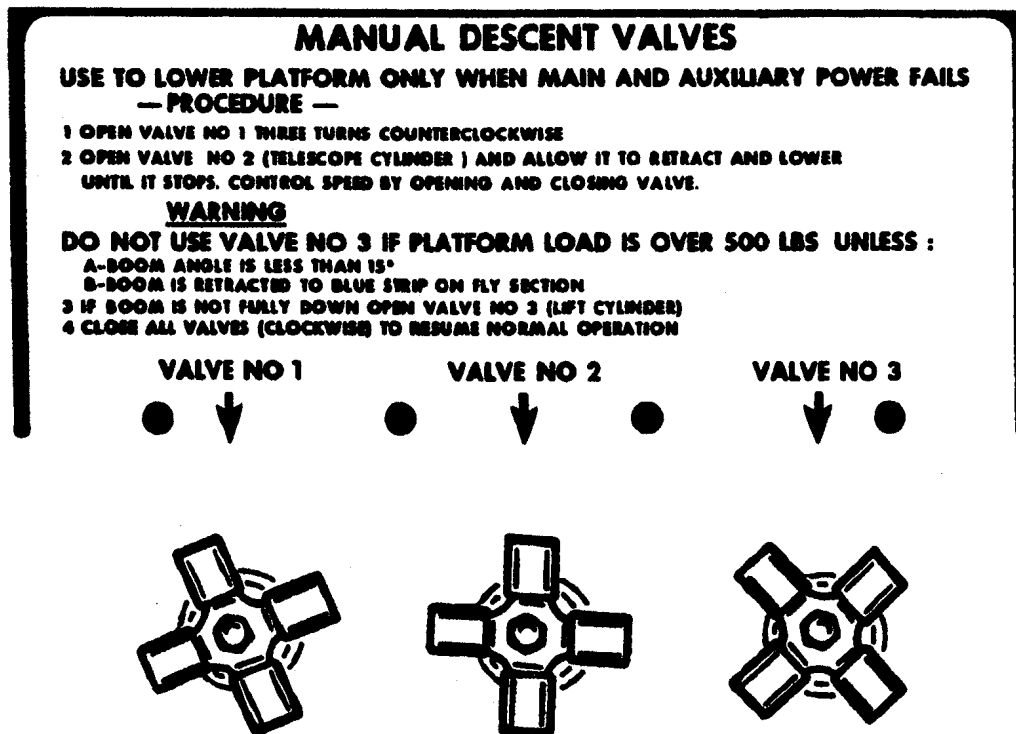 MANUAL DESCENT VALVES
USE TO LOWER PLATFORM ONLY WHEN MAIN AND AUXILIARY POWER FAILS
— PROCEDURE —
1 OPEN VALVE NO 1 THREE TURNS COUNTERCLOCKWISE
2 OPEN VALVE NO 2 (TELESCOPE CYLINDER ) AND ALLOW IT TO RETRACT AND LOWER
UNTIL IT STOPS. CONTROL SPEED BY OPENING AND CLOSING VALVE.
WARNING
DO NOT USE VALVE NO 3 IF PLATFORM LOAD IS OVER 500 LBS UNLESS :
A-BOOM ANGLE IS LESS THAN 15°
B-BOOM IS RETRACTED TO BLUE STRIP ON FLY SECTION
3 IF BOOM IS NOT FULLY DOWN OPEN VALVE NO 3 (LIFT CYLINDER)
4 CLOSE ALL VALVES (CLOCKWISE) TO RESUME NORMAL OPERATION
VALVE NO 1 VALVE NO 2 VALVE NO 3